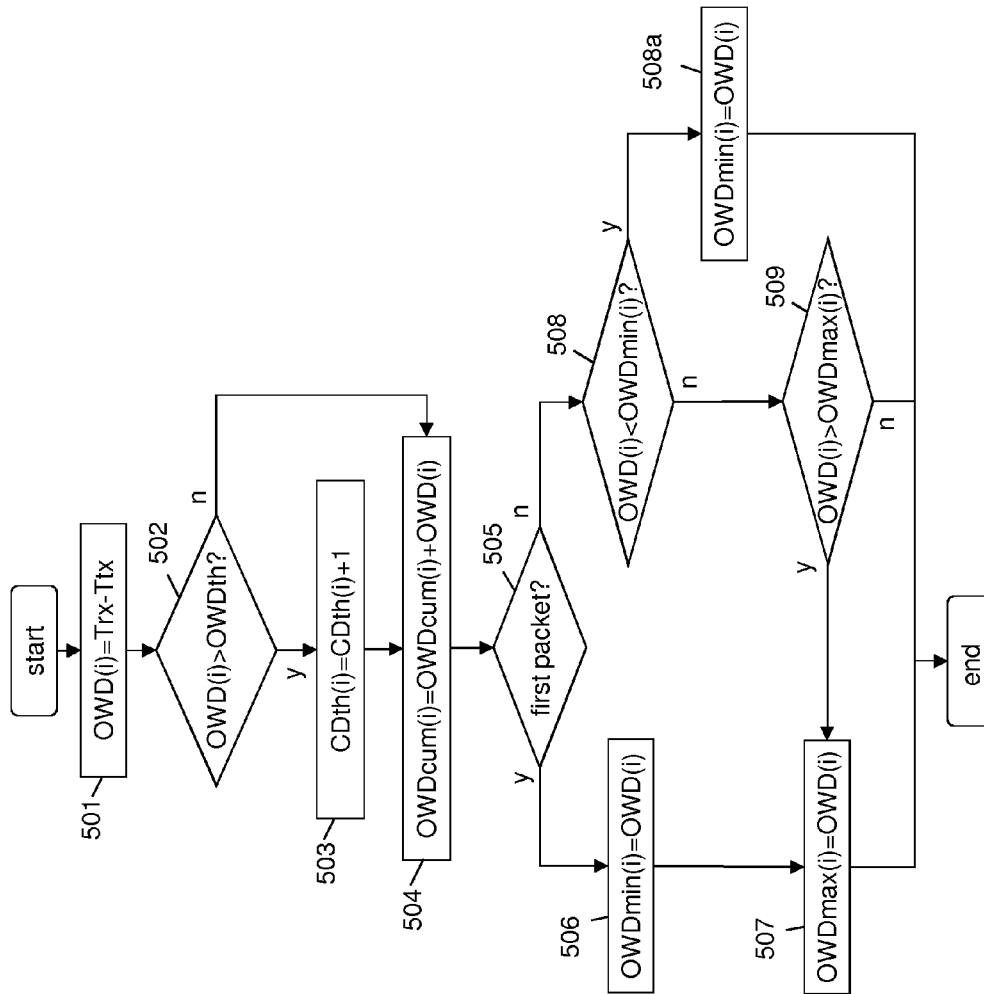 start
501
OWD(i)=Trx-Ttx
502
OWD(i)>OWDth?
n
y
503
CDth(i)=CDth(i)+1
504
OWDcum(i)=OWDcum(i)+OWD(i)
505
first packet?
y
n
506
OWDmin(i)=OWD(i)
508
OWD(i)<OWDmin(i)?
y
n
508a
OWDmin(i)=OWD(i)
507
OWDmax(i)=OWD(i)
509
OWD(i)>OWDmax(i)?
y
n
end